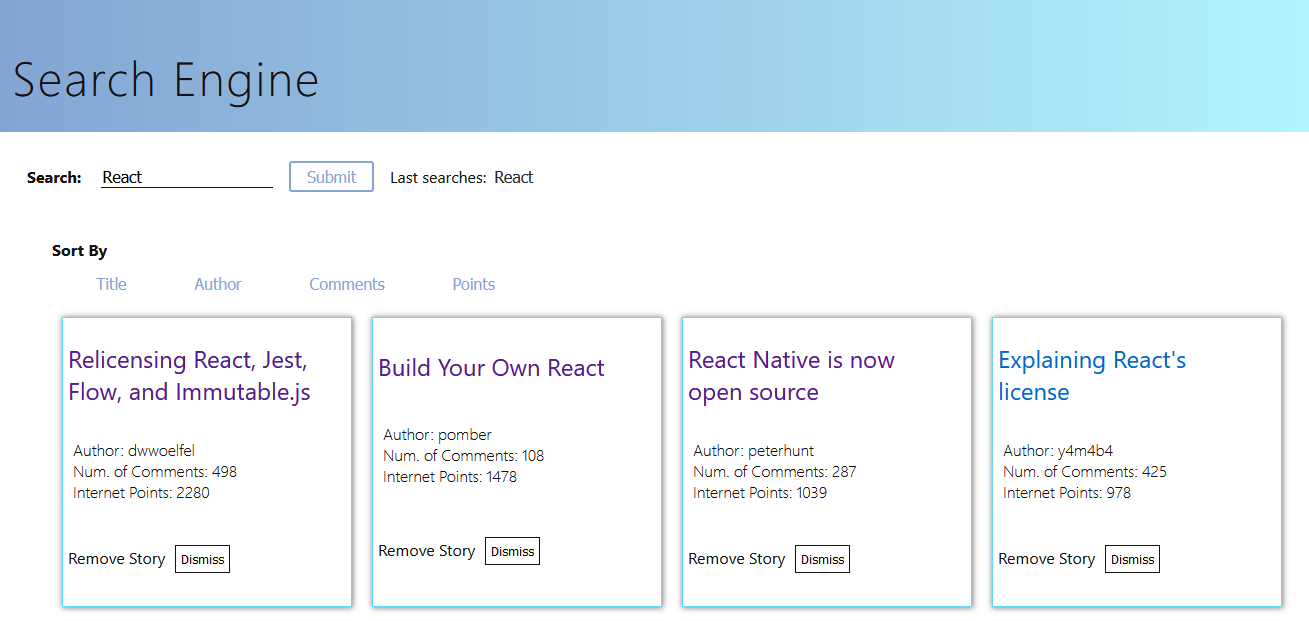 Search Engine
Search: React Submit Last searches: React
Sort By
Title Author Comments Points
Relicensing React, Jest,
Flow, and Immutable.js
Author: dwwoelfel
Num. of Comments: 498
Internet Points: 2280
Remove Story Dismiss
Build Your Own React
Author: pomber
Num. of Comments: 108
Internet Points: 1478
Remove Story Dismiss
React Native is now
open source
Author: peterhunt
Num. of Comments: 287
Internet Points: 1039
Remove Story Dismiss
Explaining React's
license
Author: y4m4b4
Num. of Comments: 425
Internet Points: 978
Remove Story Dismiss